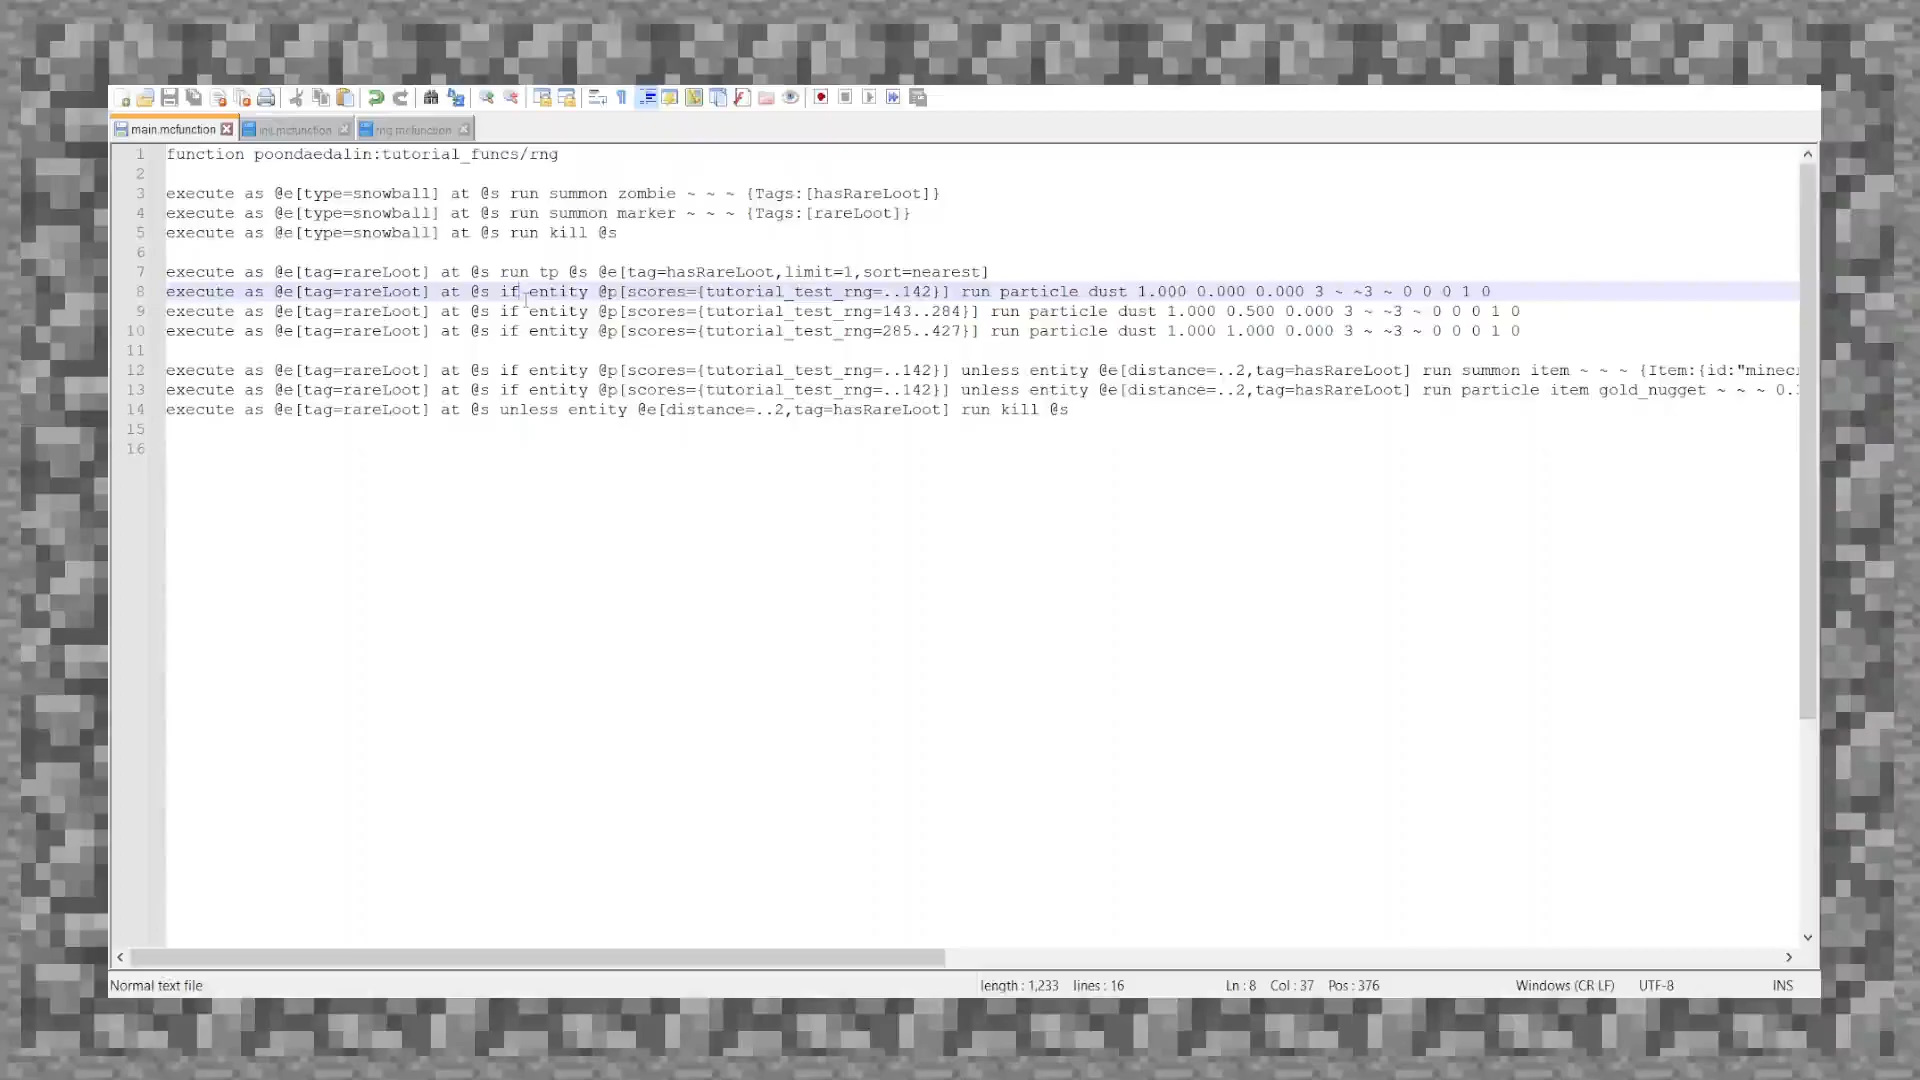 main.mcfunction
init.mcfunction
rng.mcfunction
1 function poondaedalin:tutorial_funcs/rng
2
3 execute as @e[type=snowball] at @s run summon zombie ~ ~ ~ {Tags:[hasRareLoot]}
4 execute as @e[type=snowball] at @s run summon marker ~ ~ ~ {Tags:[rareLoot]}
5 execute as @e[type=snowball] at @s run kill @s
6
7 execute as @e[tag=rareLoot] at @s run tp @s @e[tag=hasRareLoot,limit=1,sort=nearest]
8 execute as @e[tag=rareLoot] at @s if entity @p[scores={tutorial_test_rng=..142}] run particle dust 1.000 0.000 0.000 3 ~ ~3 ~ 0 0 0 1 0
9 execute as @e[tag=rareLoot] at @s if entity @p[scores={tutorial_test_rng=143..284}] run particle dust 1.000 0.500 0.000 3 ~ ~3 ~ 0 0 0 1 0
10 execute as @e[tag=rareLoot] at @s if entity @p[scores={tutorial_test_rng=285..427}] run particle dust 1.000 1.000 0.000 3 ~ ~3 ~ 0 0 0 1 0
11
12 execute as @e[tag=rareLoot] at @s if entity @p[scores={tutorial_test_rng=..142}] unless entity @e[distance=..2,tag=hasRareLoot] run summon item ~ ~ ~ {Item:{id:"minec
13 execute as @e[tag=rareLoot] at @s if entity @p[scores={tutorial_test_rng=..142}] unless entity @e[distance=..2,tag=hasRareLoot] run particle item gold_nugget ~ ~ ~ 0.
14 execute as @e[tag=rareLoot] at @s unless entity @e[distance=..2,tag=hasRareLoot] run kill @s
15
16
Normal text file length : 1,233 lines : 16 Ln : 8 Col : 37 Pos : 376 Windows (CR LF) UTF-8 INS